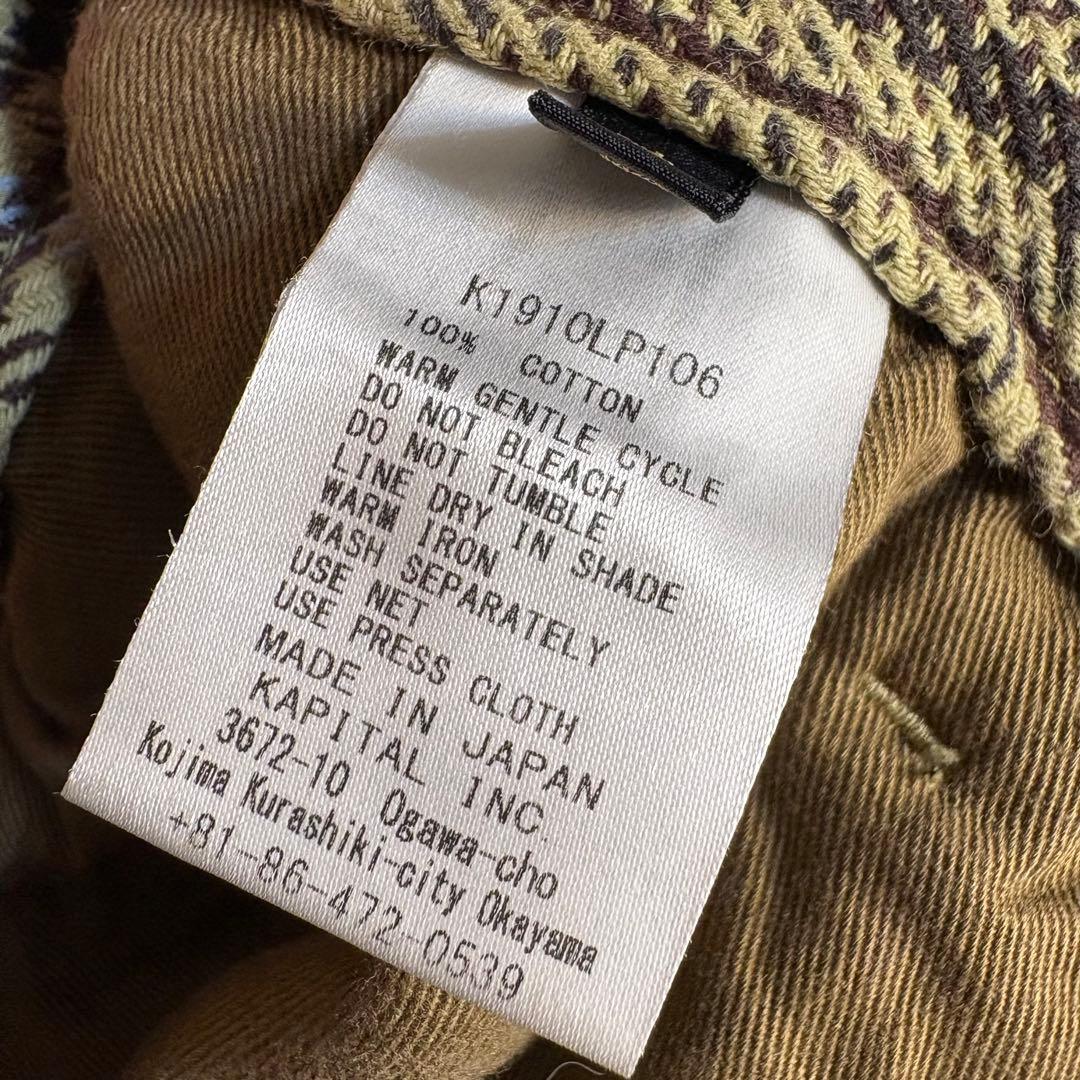 K1910LP106
100% COTTON
WARM GENTLE CYCLE
DO NOT BLEACH
DO NOT TUMBLE
LINE DRY IN SHADE
WARM IRON
WASH SEPARATELY
USE NET
USE PRESS CLOTH
MADE IN JAPAN
KAPITAL INC.
3672-10 Ogawa-cho
Kojima Kurashiki-city Okayama
+81-86-472-0539